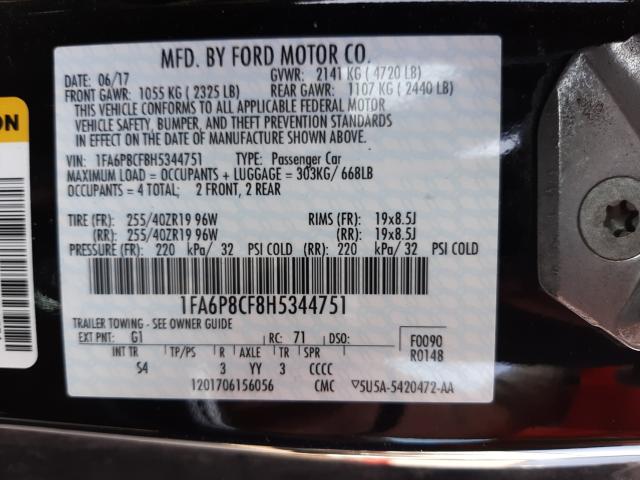 MFD. BY FORD MOTOR CO.
DATE: 06/17 GVWR: 2141 KG ( 4720 LB)
FRONT GAWR: 1055 KG ( 2325 LB) REAR GAWR: 1107 KG ( 2440 LB)
THIS VEHICLE CONFORMS TO ALL APPLICABLE FEDERAL MOTOR
VEHICLE SAFETY, BUMPER, AND THEFT PREVENTION STANDARDS
IN EFFECT ON THE DATE OF MANUFACTURE SHOWN ABOVE.
VIN: 1FA6P8CF8H5344751 TYPE: Passenger Car
MAXIMUM LOAD = OCCUPANTS + LUGGAGE = 303KG/ 668LB
OCCUPANTS = 4 TOTAL: 2 FRONT, 2 REAR
TIRE (FR): 255/40ZR19 96W RIMS (FR): 19x8.5J
(RR): 255/40ZR19 96W (RR): 19x8.5J
PRESSURE (FR): 220 kPa/ 32 PSI COLD (RR): 220 kPa/ 32 PSI COLD
1FA6P8CF8H5344751
TRAILER TOWING - SEE OWNER GUIDE
EXT PNT: G1 RC: 71 DSO: F0090
INT TR TP/PS R AXLE TR SPR R0148
S4 3 YY 3 CCCC
1201706156056 CMC 5U5A-5420472-AA
ON